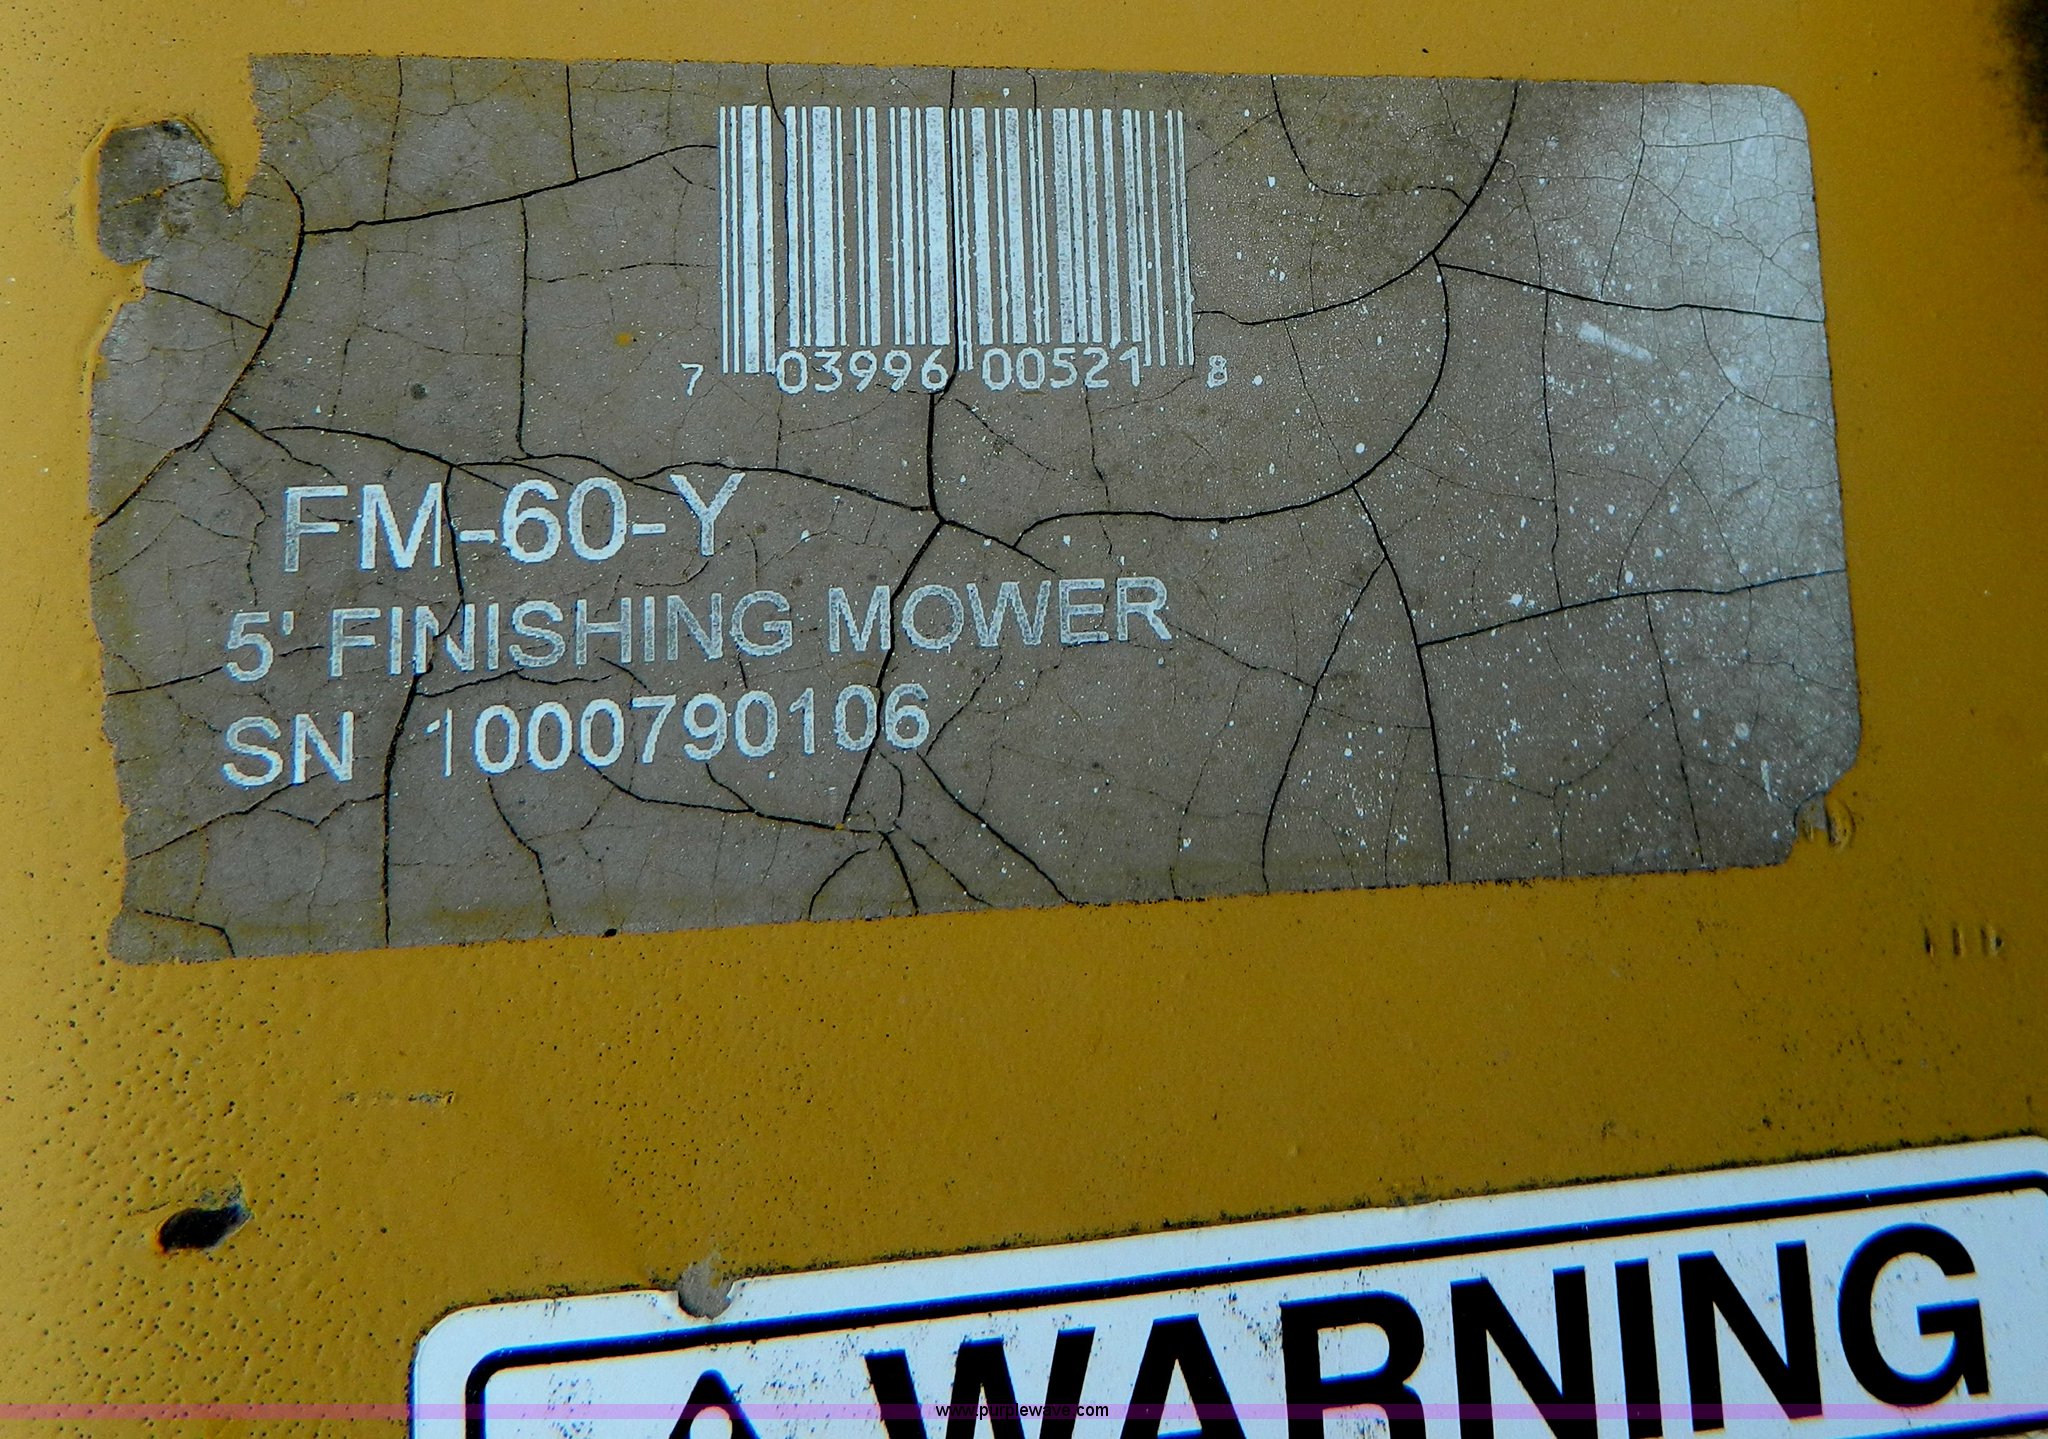 7 03996 00521 8
FM-60-Y
5' FINISHING MOWER
SN 1000790106
WARNING
www.purplewave.com